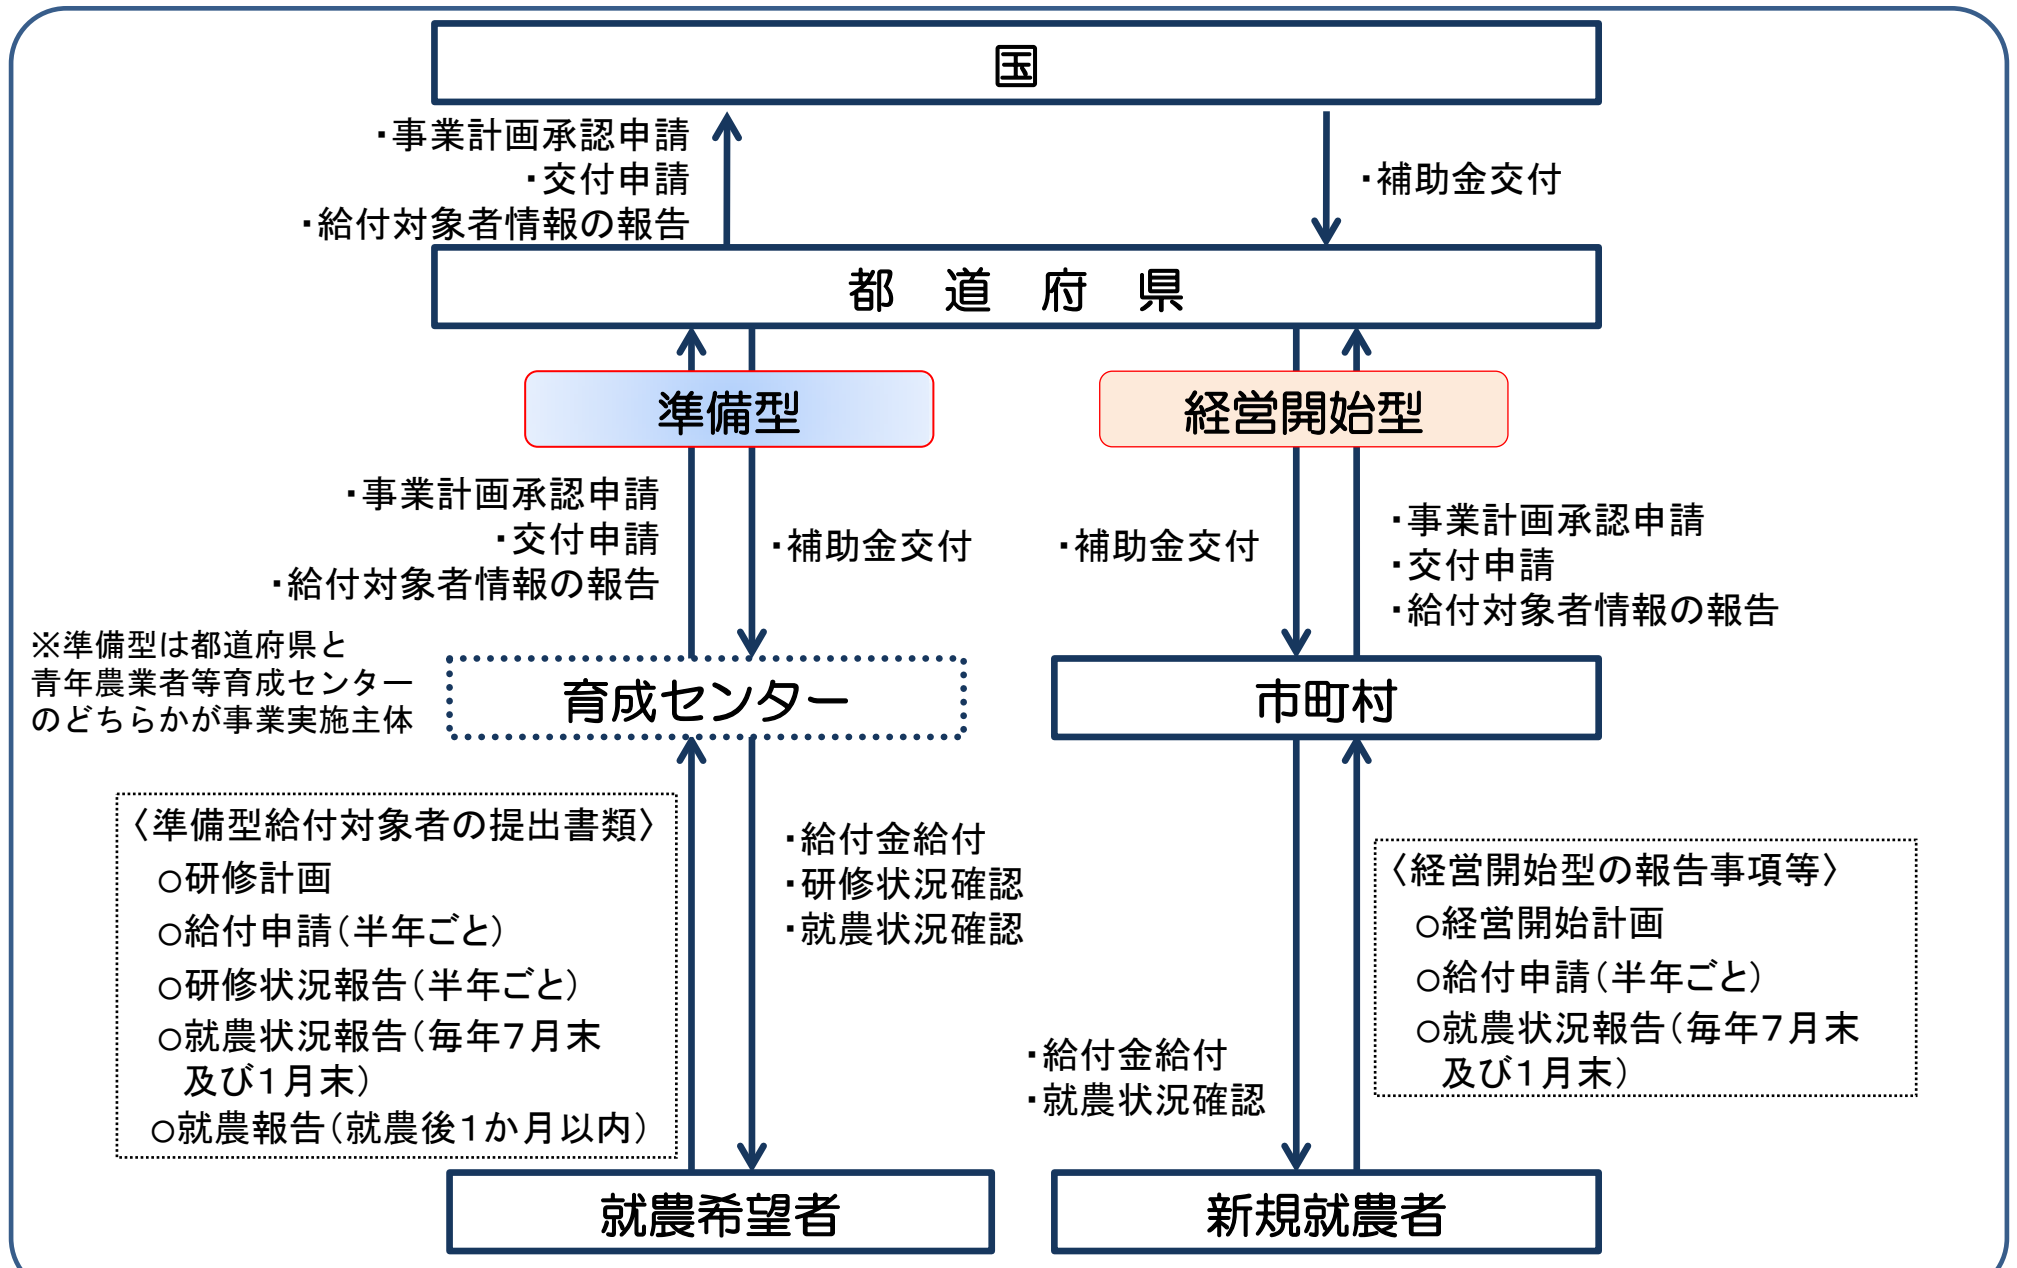 国
・事業計画承認申請
・交付申請
・給付対象者情報の報告
・補助金交付
都　道　府　県
準備型
経営開始型
・事業計画承認申請
・交付申請
・給付対象者情報の報告
・補助金交付
・補助金交付
・事業計画承認申請
・交付申請
・給付対象者情報の報告
※準備型は都道府県と
青年農業者等育成センター
のどちらかが事業実施主体
育成センター
市町村
〈準備型給付対象者の提出書類〉
○研修計画
○給付申請（半年ごと）
○研修状況報告（半年ごと）
○就農状況報告（毎年７月末
及び１月末）
○就農報告（就農後１か月以内）
・給付金給付
・研修状況確認
・就農状況確認
・給付金給付
・就農状況確認
〈経営開始型の報告事項等〉
○経営開始計画
○給付申請（半年ごと）
○就農状況報告（毎年７月末
及び１月末）
就農希望者
新規就農者